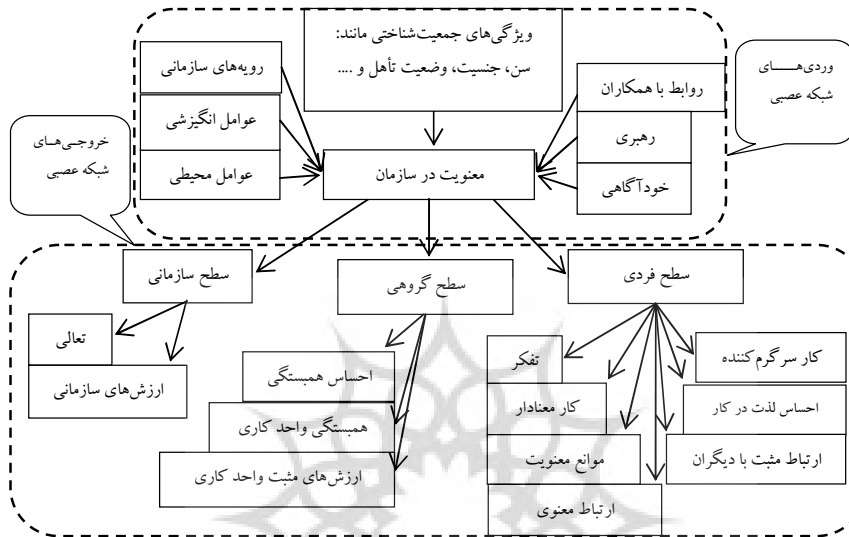 ویژگی‌های جمعیت‌شناختی مانند:
سن، جنسیت، وضعیت تأهل و ....
وردی‌های
شبکه عصبی
روابط با همکاران
رهبری
خودآگاهی
رویه‌های سازمانی
عوامل انگیزشی
عوامل محیطی
معنویت در سازمان
خروجی‌های
شبکه عصبی
سطح فردی
سطح گروهی
سطح سازمانی
کار سرگرم‌کننده
احساس لذت در کار
ارتباط مثبت با دیگران
تفکر
کار معنادار
موانع معنویت
ارتباط معنوی
احساس همبستگی
همبستگی واحد کاری
ارزش‌های مثبت واحد کاری
تعالی
ارزش‌های سازمانی